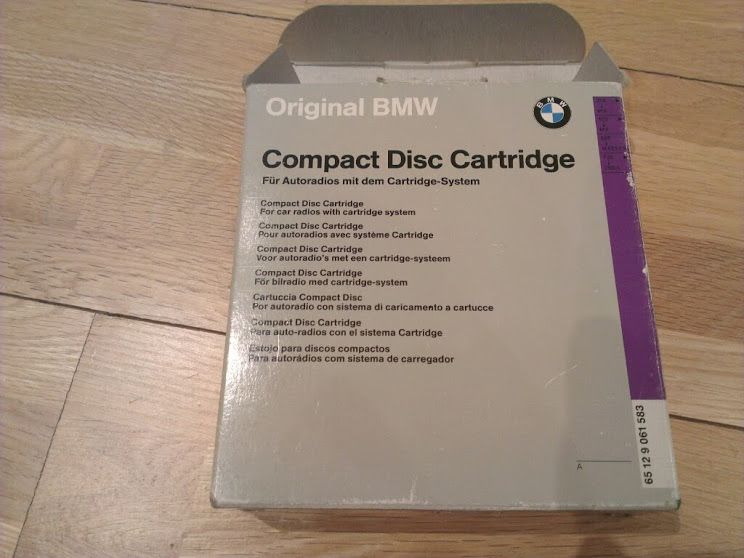 Original BMW
BMW
Compact Disc Cartridge
Für Autoradios mit dem Cartridge-System
Compact Disc Cartridge
For car radios with cartridge system
Compact Disc Cartridge
Pour autoradios avec système Cartridge
Compact Disc Cartridge
Voor autoradio's met een cartridge-systeem
Compact Disc Cartridge
För bilradio med cartridge-system
Cartuccia Compact Disc
Por autoradio con sistema di caricamento a cartucce
Compact Disc Cartridge
Para auto-radios con el sistema Cartridge
Estojo para discos compactos
Para autorádios com sistema de carregador
A
65 12 9 061 583